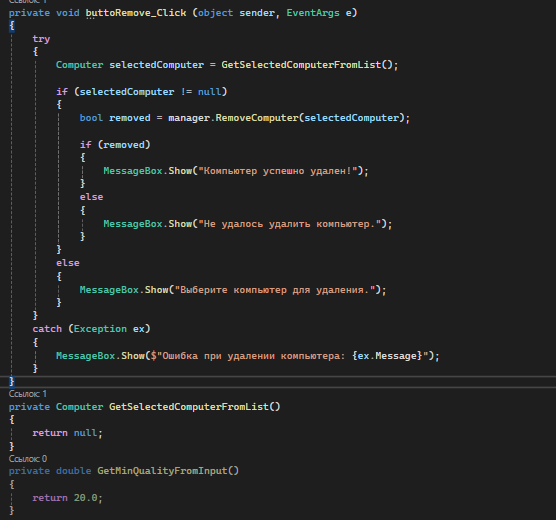 Ссылок: 1
private void buttoRemove_Click (object sender, EventArgs e)
{
try
{
Computer selectedComputer = GetSelectedComputerFromList();
if (selectedComputer != null)
{
bool removed = manager.RemoveComputer(selectedComputer);
if (removed)
{
MessageBox.Show("Компьютер успешно удален!");
}
else
{
MessageBox.Show("Не удалось удалить компьютер.");
}
}
else
{
MessageBox.Show("Выберите компьютер для удаления.");
}
}
catch (Exception ex)
{
MessageBox.Show($"Ошибка при удалении компьютера: {ex.Message}");
}
}
Ссылок: 1
private Computer GetSelectedComputerFromList()
{
return null;
}
Ссылок: 0
private double GetMinQualityFromInput()
{
return 20.0;
}